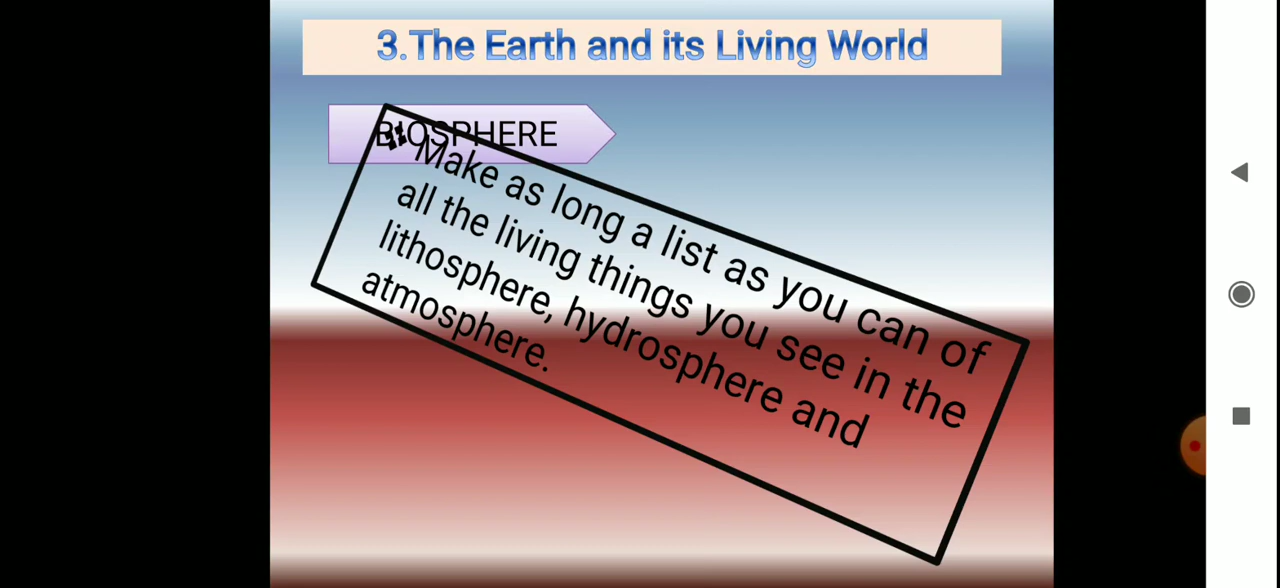 3.The Earth and its Living World
BIOSPHERE
Make as long a list as you can of
all the living things you see in the
lithosphere, hydrosphere and
atmosphere.